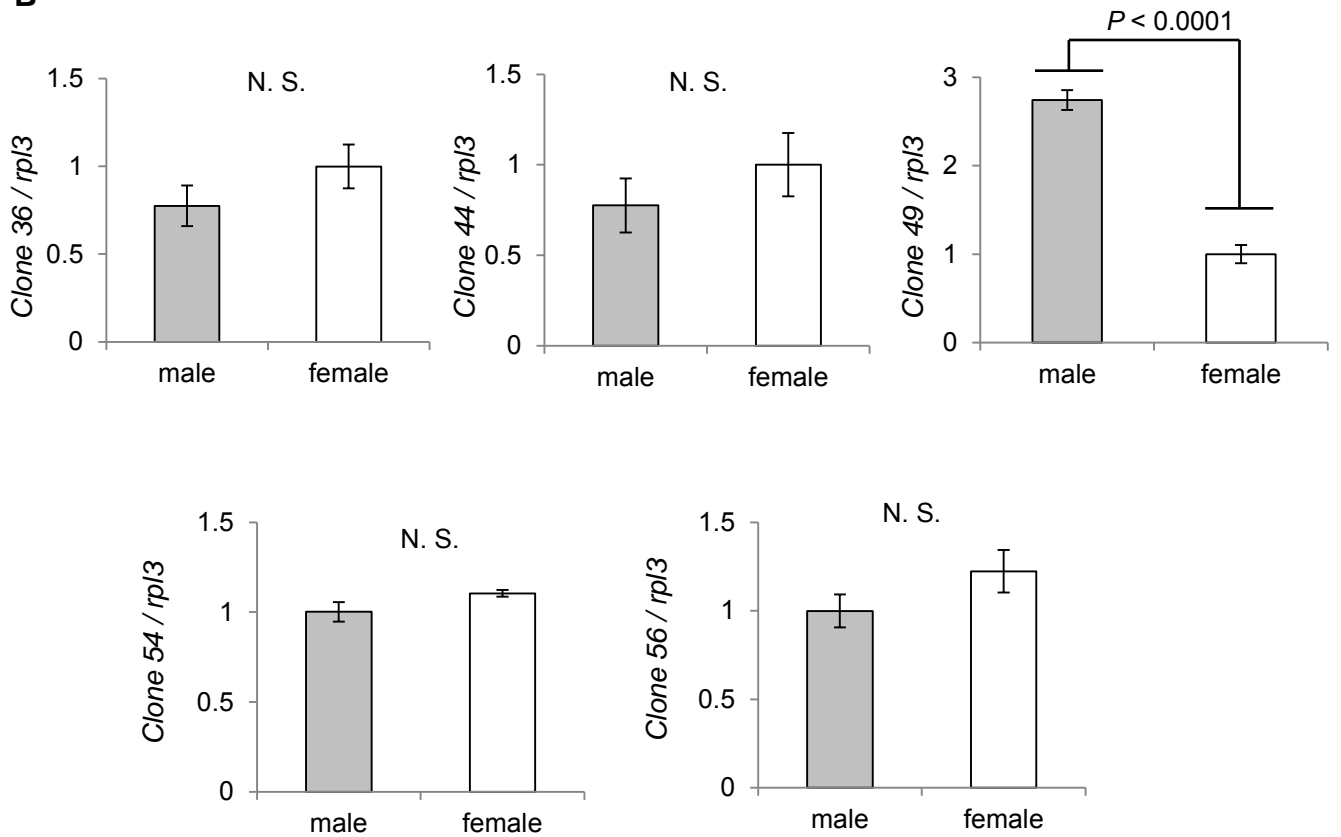 B
P < 0.0001
N. S.
1.5
1
0.5
0
Clone 36 / rpl3
male female
N. S.
1.5
1
0.5
0
Clone 44 / rpl3
male female
3
2
1
0
Clone 49 / rpl3
male female
N. S.
1.5
1
0.5
0
Clone 54 / rpl3
male female
N. S.
1.5
1
0.5
0
Clone 56 / rpl3
male female